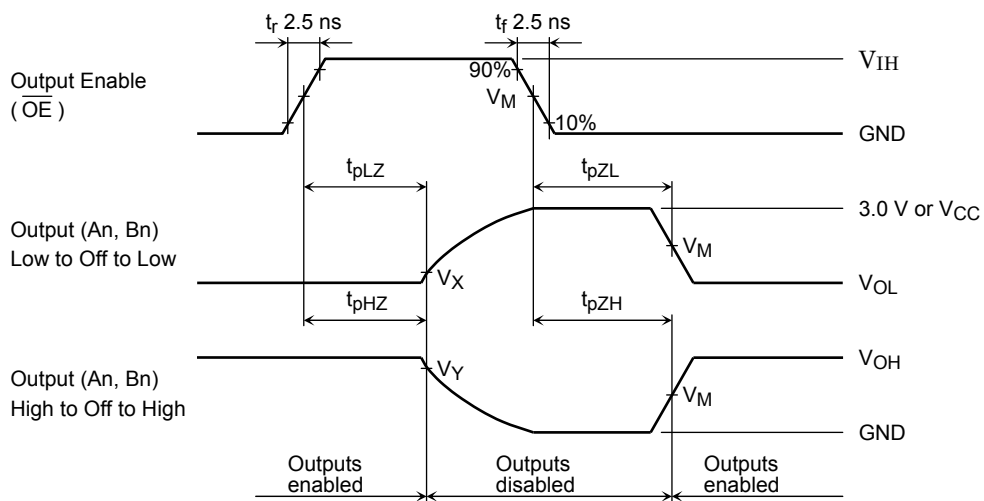 tr 2.5 ns
tf 2.5 ns
Output Enable
( OE )
90%
VM
10%
VIH
GND
tpLZ
tpZL
Output (An, Bn)
Low to Off to Low
3.0 V or VCC
VM
VX
VOL
tpHZ
tpZH
Output (An, Bn)
High to Off to High
VOH
VY
VM
GND
Outputs
enabled
Outputs
disabled
Outputs
enabled